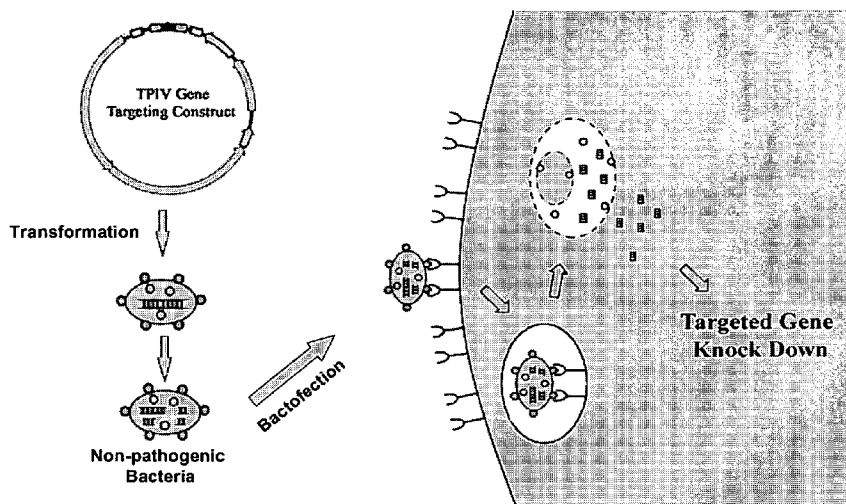 TPIV Gene
Targeting Construct
Transformation
Non-pathogenic
Bacteria
Bactofection
Targeted Gene
Knock Down